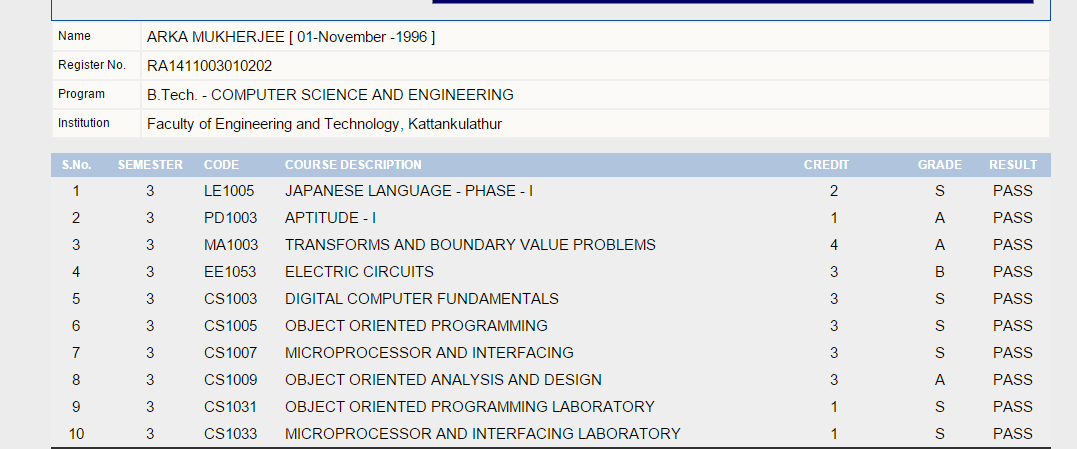 Name ARKA MUKHERJEE [ 01-November -1996 ]
Register No. RA1411003010202
Program B.Tech. - COMPUTER SCIENCE AND ENGINEERING
Institution Faculty of Engineering and Technology, Kattankulathur
S.No. SEMESTER CODE COURSE DESCRIPTION CREDIT GRADE RESULT
1 3 LE1005 JAPANESE LANGUAGE - PHASE - I 2 S PASS
2 3 PD1003 APTITUDE - I 1 A PASS
3 3 MA1003 TRANSFORMS AND BOUNDARY VALUE PROBLEMS 4 A PASS
4 3 EE1053 ELECTRIC CIRCUITS 3 B PASS
5 3 CS1003 DIGITAL COMPUTER FUNDAMENTALS 3 S PASS
6 3 CS1005 OBJECT ORIENTED PROGRAMMING 3 S PASS
7 3 CS1007 MICROPROCESSOR AND INTERFACING 3 S PASS
8 3 CS1009 OBJECT ORIENTED ANALYSIS AND DESIGN 3 A PASS
9 3 CS1031 OBJECT ORIENTED PROGRAMMING LABORATORY 1 S PASS
10 3 CS1033 MICROPROCESSOR AND INTERFACING LABORATORY 1 S PASS